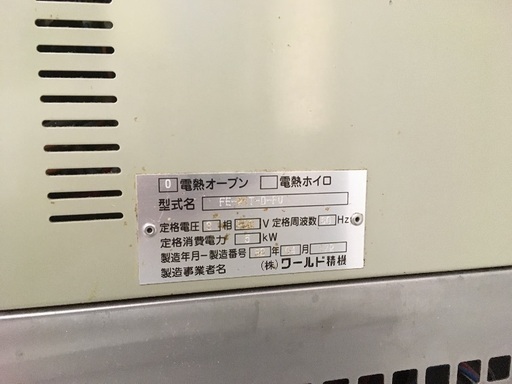 0 電熱オーブン 電熱ホイロ
型式名
定格電圧 相 V 定格周波数 Hz
定格消費電力 kW
製造年月－製造番号 年 月
製造事業者名 (株)ワールド精機